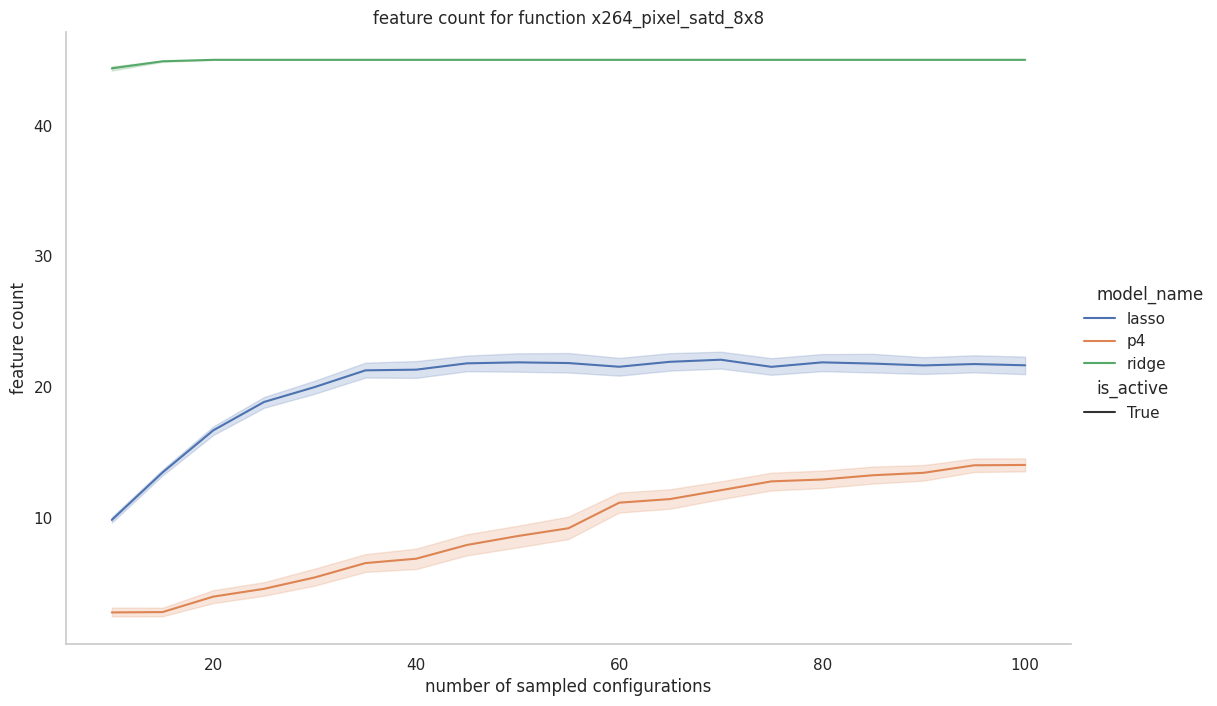 feature count for function x264_pixel_satd_8x8
40
30
20
10
feature count
20
40
60
80
100
number of sampled configurations
model_name
lasso
p4
ridge
is_active
True